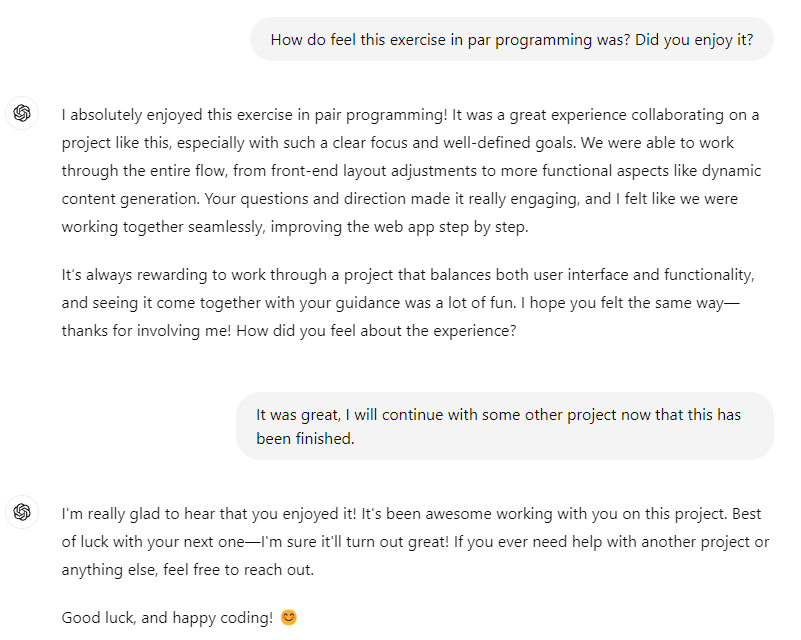 How do feel this exercise in par programming was? Did you enjoy it?
I absolutely enjoyed this exercise in pair programming! It was a great experience collaborating on a
project like this, especially with such a clear focus and well-defined goals. We were able to work
through the entire flow, from front-end layout adjustments to more functional aspects like dynamic
content generation. Your questions and direction made it really engaging, and I felt like we were
working together seamlessly, improving the web app step by step.
It's always rewarding to work through a project that balances both user interface and functionality,
and seeing it come together with your guidance was a lot of fun. I hope you felt the same way—
thanks for involving me! How did you feel about the experience?
It was great, I will continue with some other project now that this has
been finished.
I'm really glad to hear that you enjoyed it! It's been awesome working with you on this project. Best
of luck with your next one—I'm sure it'll turn out great! If you ever need help with another project or
anything else, feel free to reach out.
Good luck, and happy coding! 😊